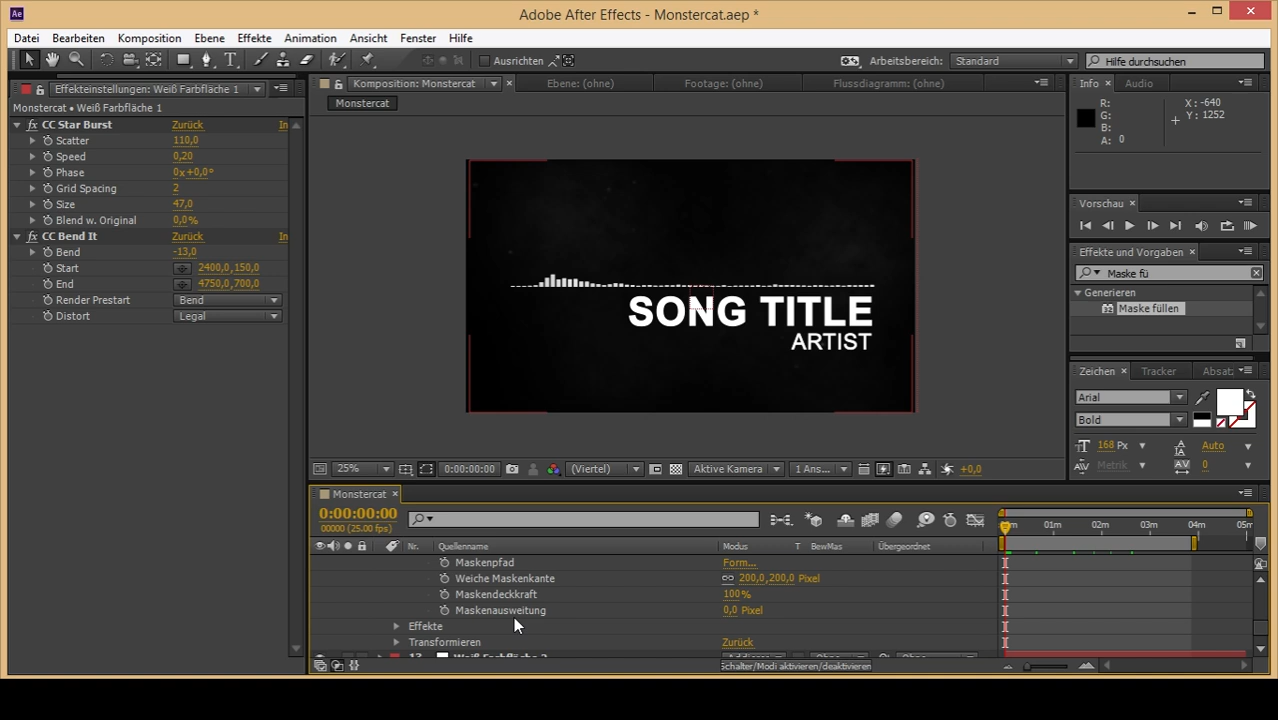 Ae
Adobe After Effects - Monstercat.aep *
Datei Bearbeiten Komposition Ebene Effekte Animation Ansicht Fenster Hilfe
T Ausrichten Arbeitsbereich: Standard Hilfe durchsuchen
Effekteinstellungen: Weiß Farbfläche 1
Monstercat • Weiß Farbfläche 1
fx CC Star Burst Zurück In
Scatter 110,0
Speed 0,20
Phase 0x+0,0°
Grid Spacing 2
Size 47,0
Blend w. Original 0,0%
fx CC Bend It Zurück In
Bend -13,0
Start 2400,0,150,0
End 4750,0,700,0
Render Prestart Bend
Distort Legal
Komposition: Monstercat Ebene: (ohne) Footage: (ohne) Flussdiagramm: (ohne)
Monstercat
SONG TITLE
ARTIST
25% 0:00:00:00 (Viertel) Aktive Kamera 1 Ans... +0,0
Info Audio
R:
G:
B:
A: 0
X : -640
Y : 1252
Vorschau
Effekte und Vorgaben
Maske fü
Generieren
Maske füllen
Zeichen Tracker Absatz
Arial
Bold
168 Px Auto
Metrik 0
Monstercat
0:00:00:00
00000 (25.00 fps)
Nr. Quellenname Modus T BewMas Übergeordnet
01m 02m 03m 04m 05m
Maskenpfad Form...
Weiche Maskenkante 200,0,200,0 Pixel
Maskendeckkraft 100%
Maskenausweitung 0,0 Pixel
Effekte
Transformieren Zurück
Schalter/Modi aktivieren/deaktivieren